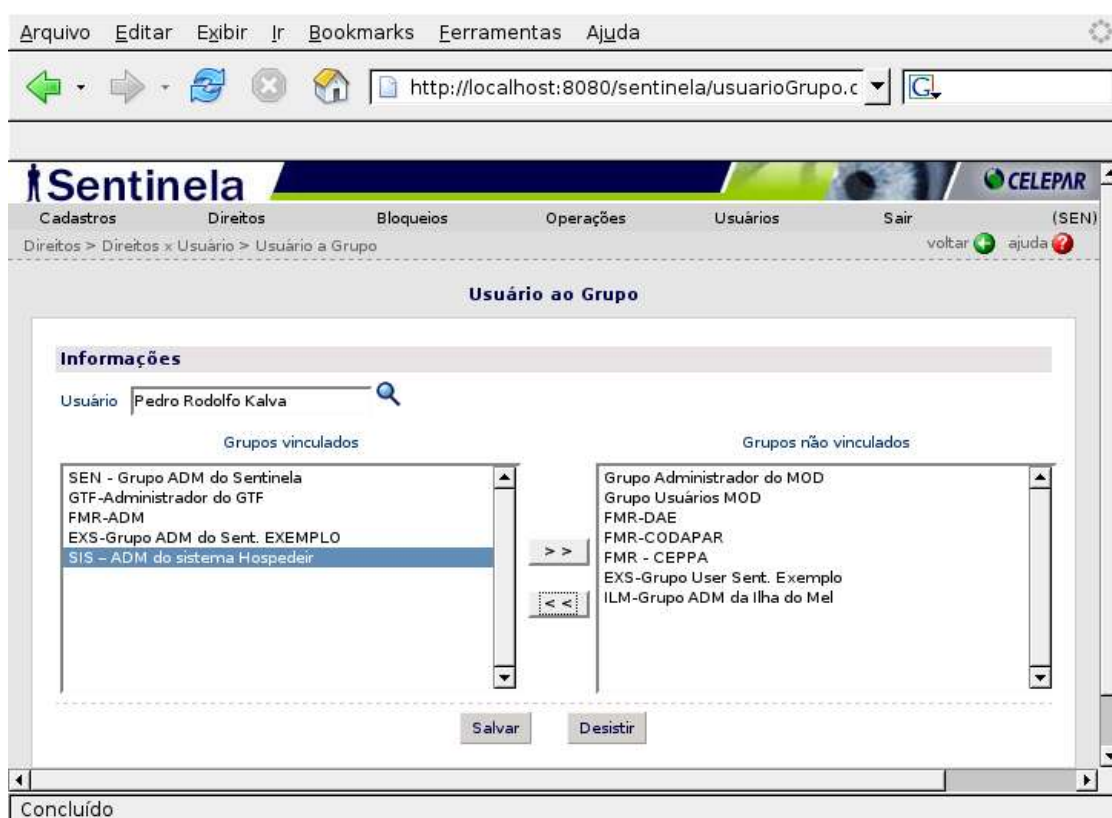 Arquivo Editar Exibir Ir Bookmarks Ferramentas Ajuda
http://localhost:8080/sentinela/usuarioGrupo.c G
Sentinela CELEPAR
Cadastros Direitos Bloqueios Operações Usuários Sair (SEN)
Direitos > Direitos x Usuário > Usuário a Grupo voltar ajuda ?
Usuário ao Grupo
Informações
Usuário Pedro Rodolfo Kalva
Grupos vinculados Grupos não vinculados
SEN - Grupo ADM do Sentinela
GTF-Administrador do GTF
FMR-ADM
EXS-Grupo ADM do Sent. EXEMPLO
SIS – ADM do sistema Hospedeir
> >
< <
Grupo Administrador do MOD
Grupo Usuários MOD
FMR-DAE
FMR-CODAPAR
FMR - CEPPA
EXS-Grupo User Sent. Exemplo
ILM-Grupo ADM da Ilha do Mel
Salvar Desistir
Concluído